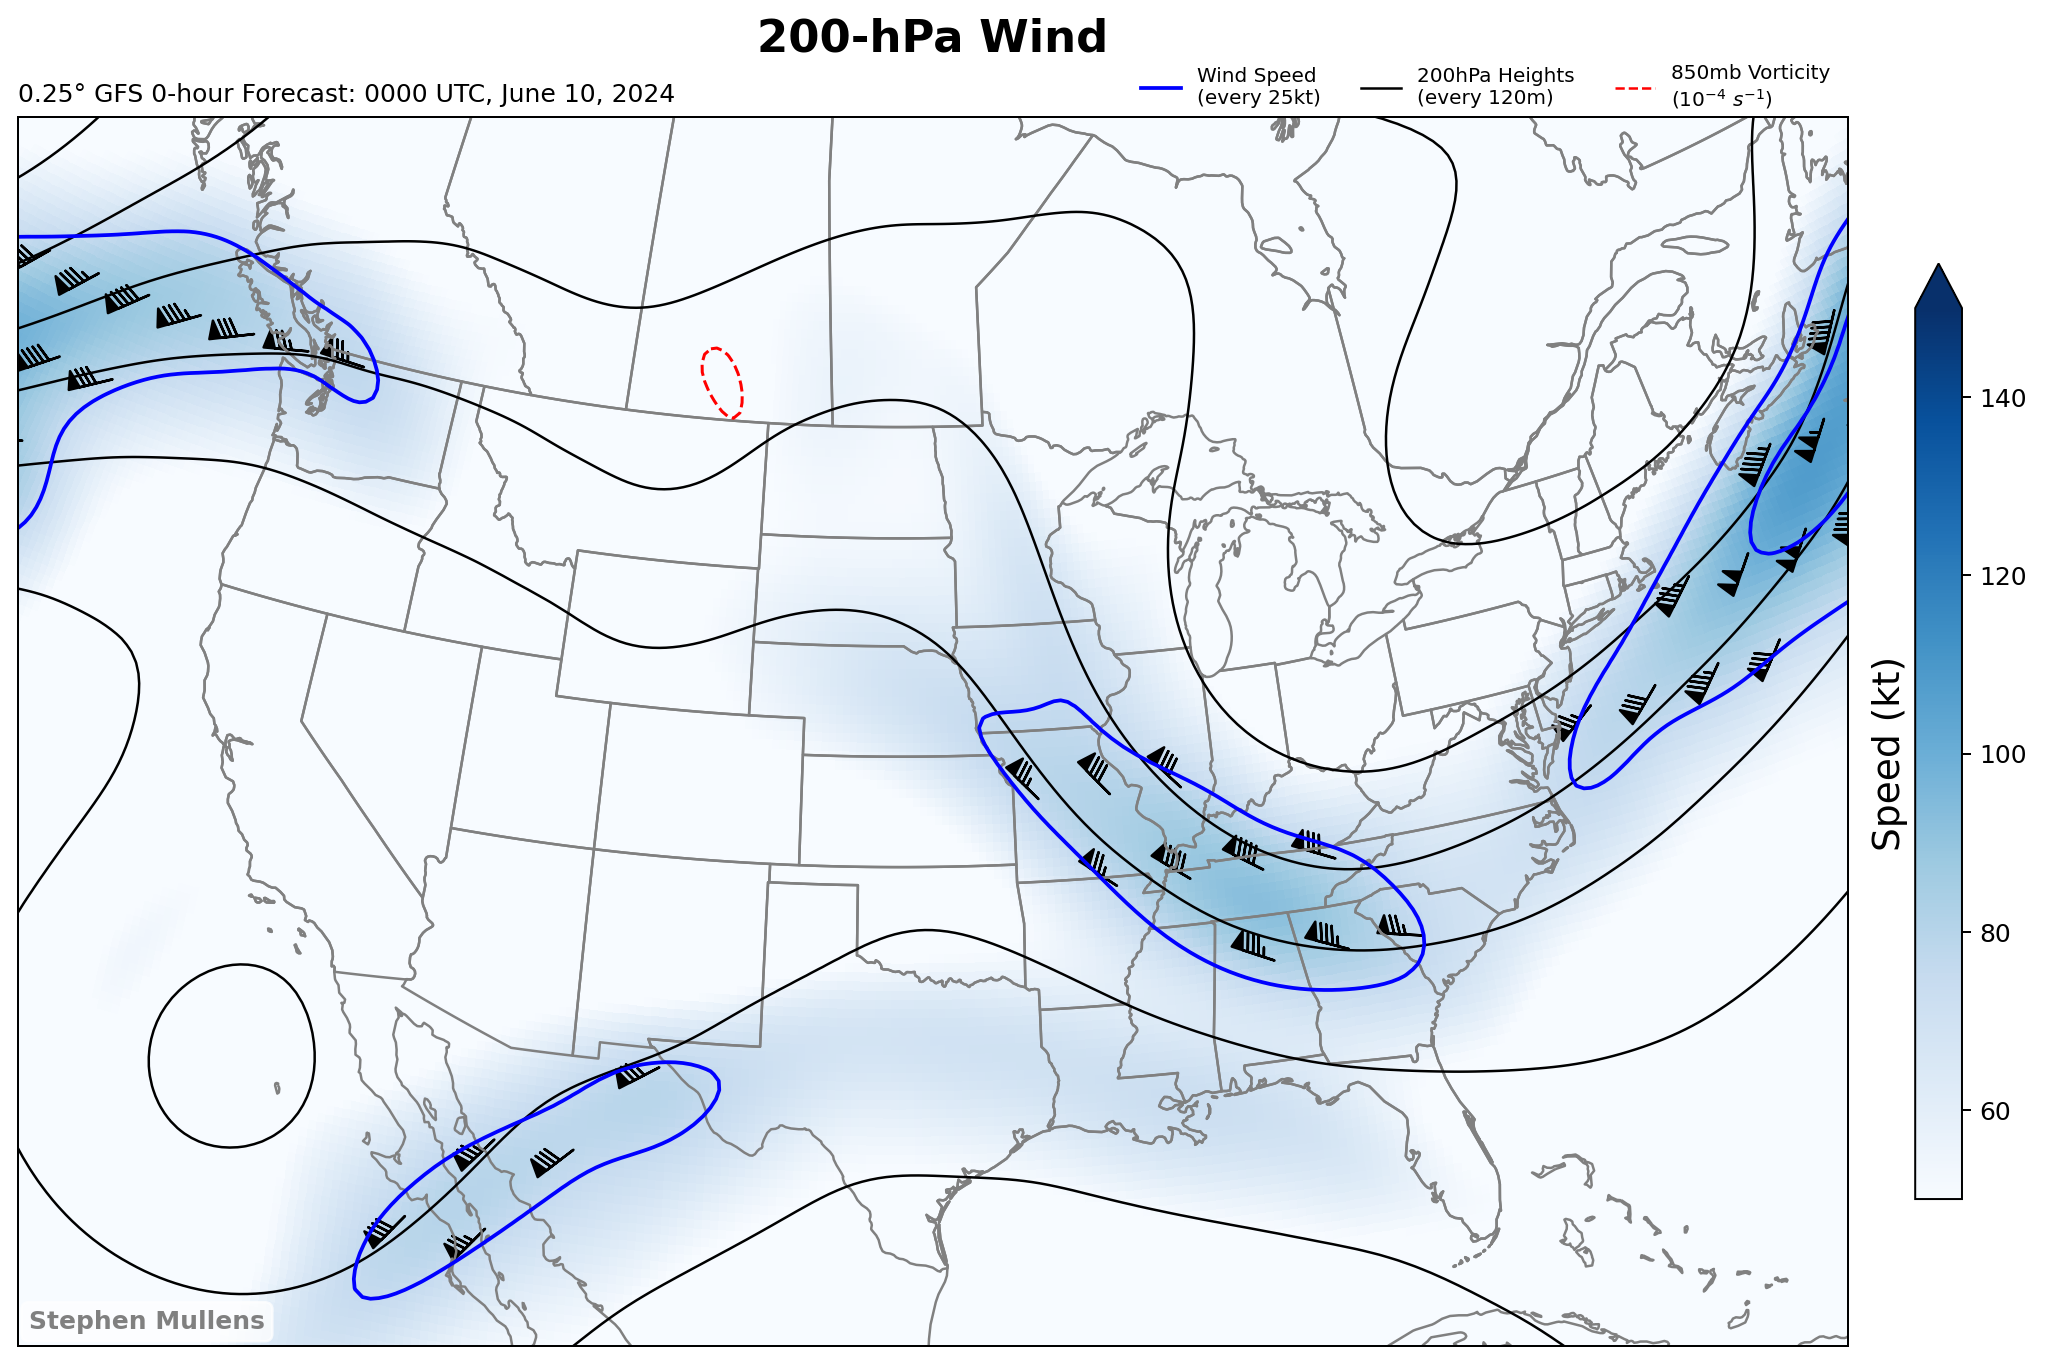 200-hPa Wind
0.25° GFS 0-hour Forecast: 0000 UTC, June 10, 2024
Wind Speed
(every 25kt)
200hPa Heights
(every 120m)
850mb Vorticity
(10⁻⁴ s⁻¹)
140
120
100
80
60
Speed (kt)
Stephen Mullens